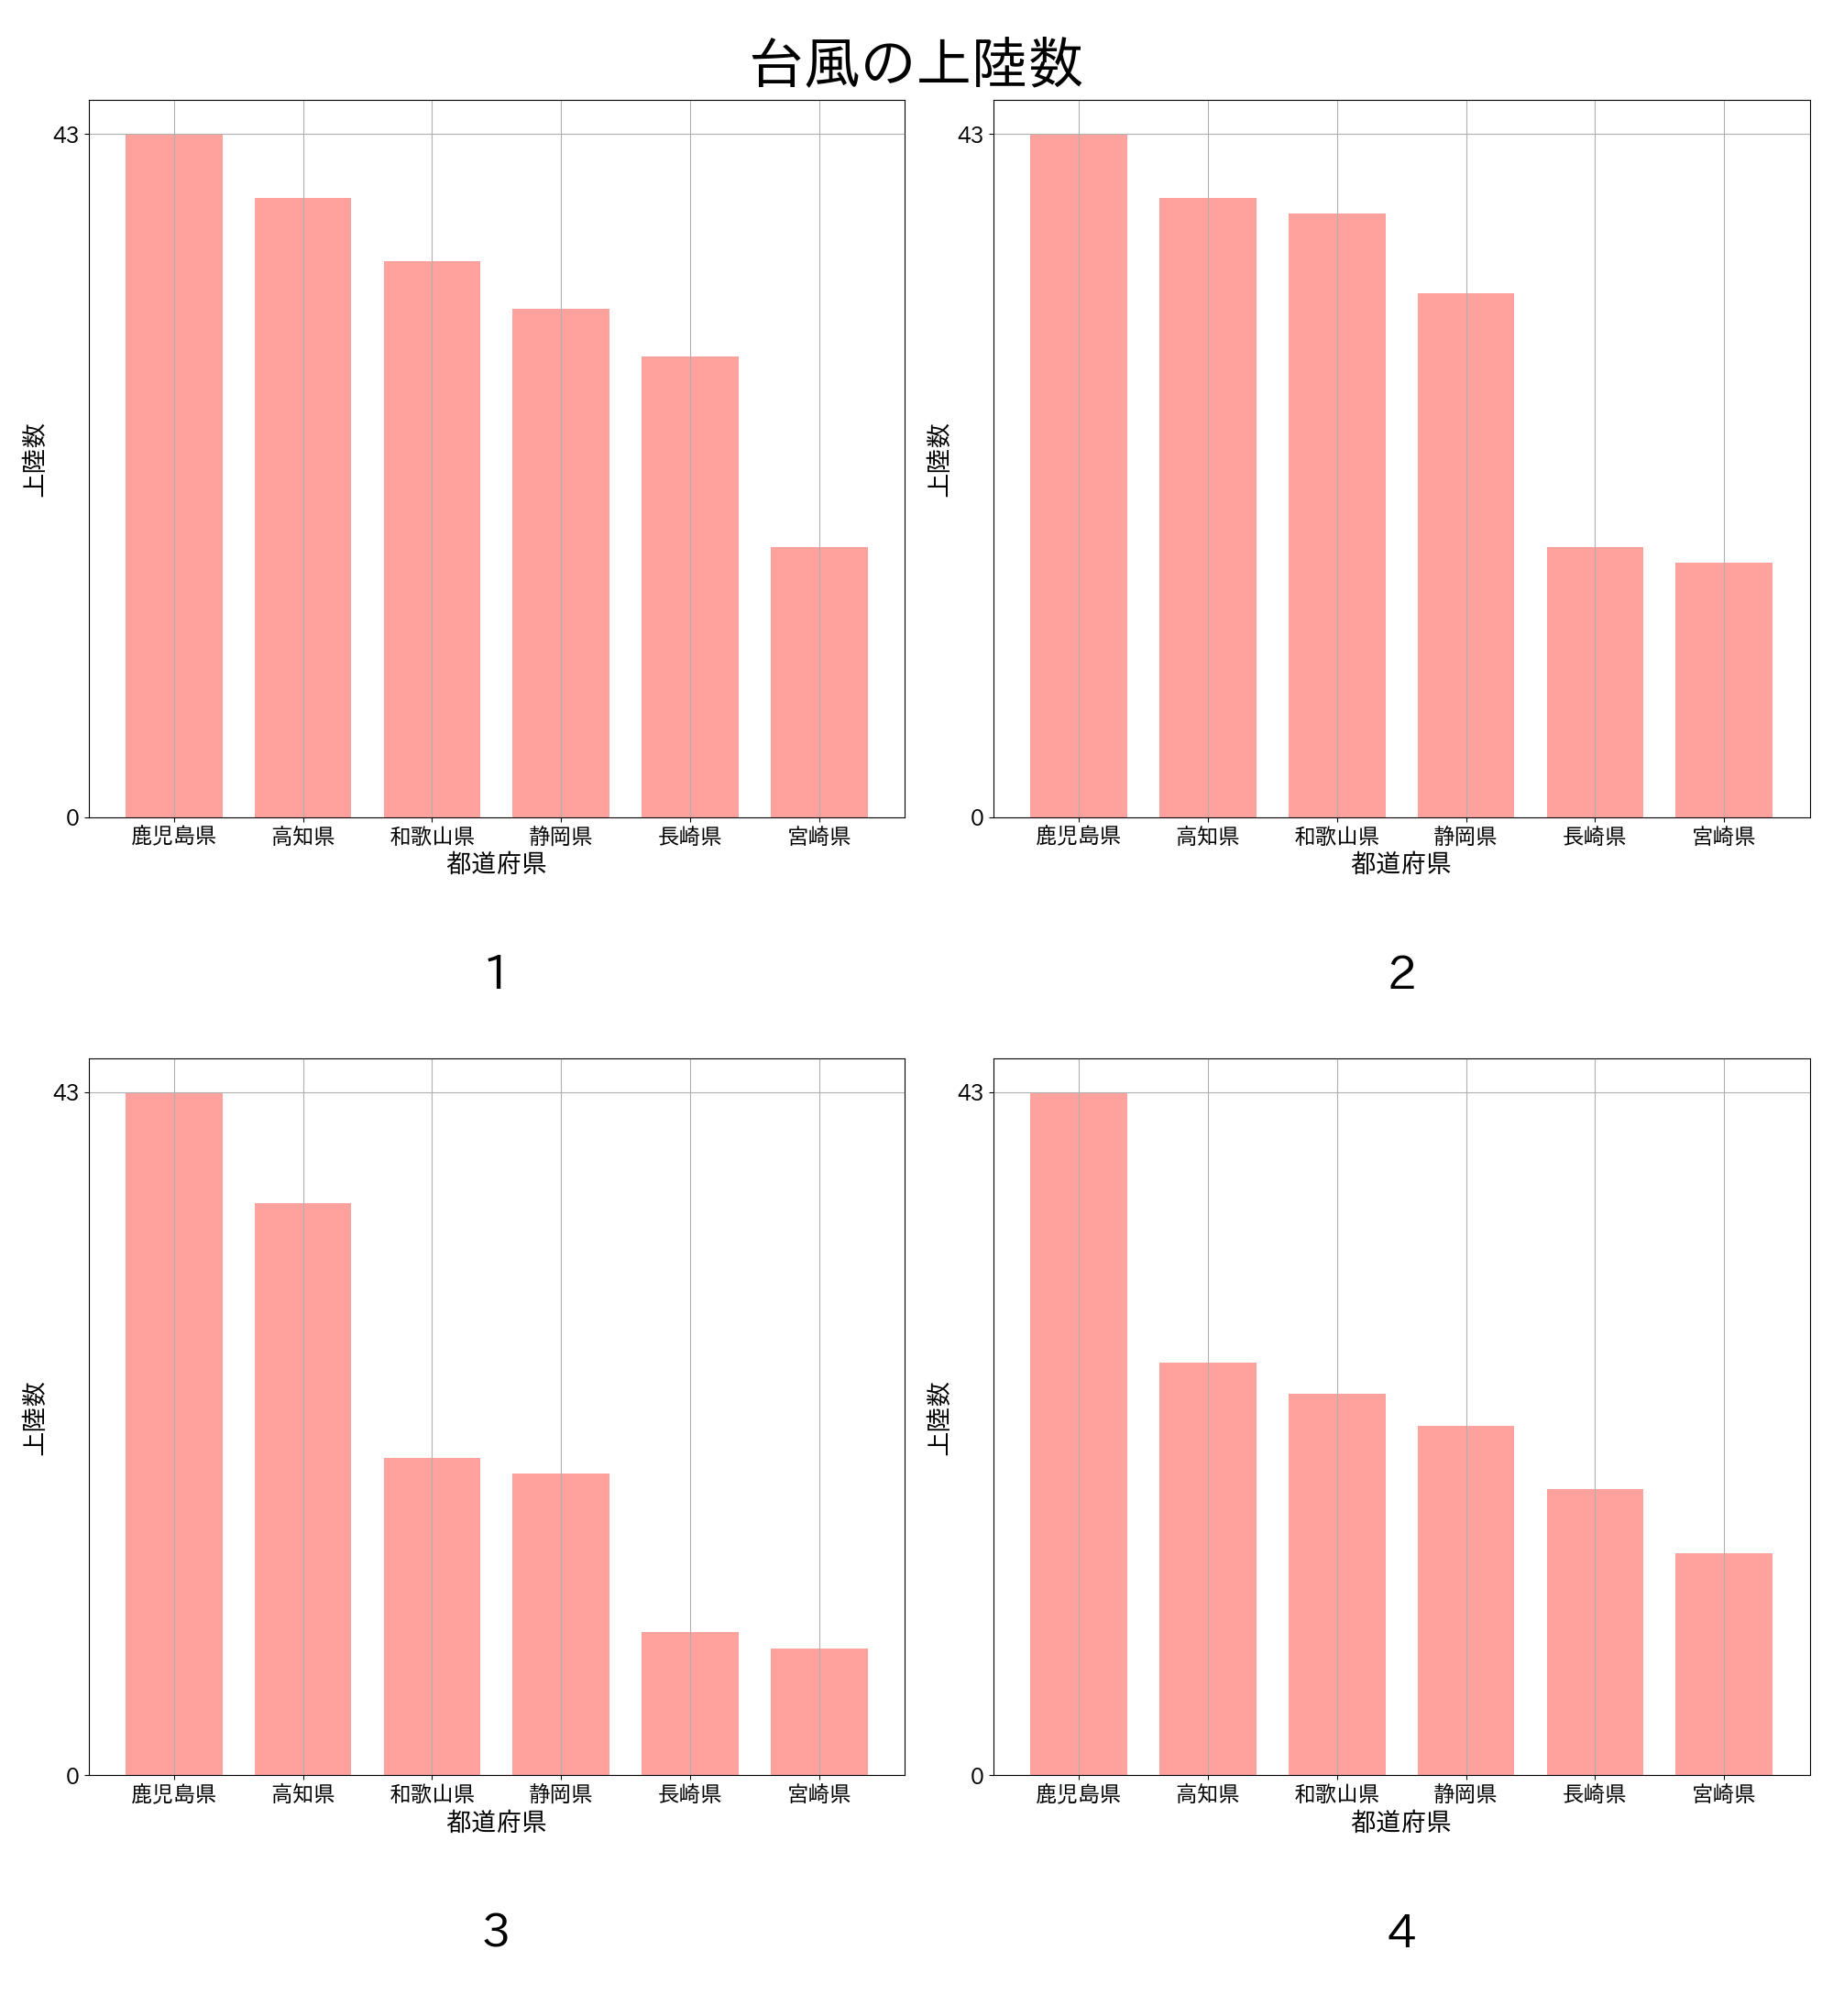 台風の上陸数
43
0
上陸数
鹿児島県 高知県 和歌山県 静岡県 長崎県 宮崎県
都道府県
1
43
0
上陸数
鹿児島県 高知県 和歌山県 静岡県 長崎県 宮崎県
都道府県
2
43
0
上陸数
鹿児島県 高知県 和歌山県 静岡県 長崎県 宮崎県
都道府県
3
43
0
上陸数
鹿児島県 高知県 和歌山県 静岡県 長崎県 宮崎県
都道府県
4